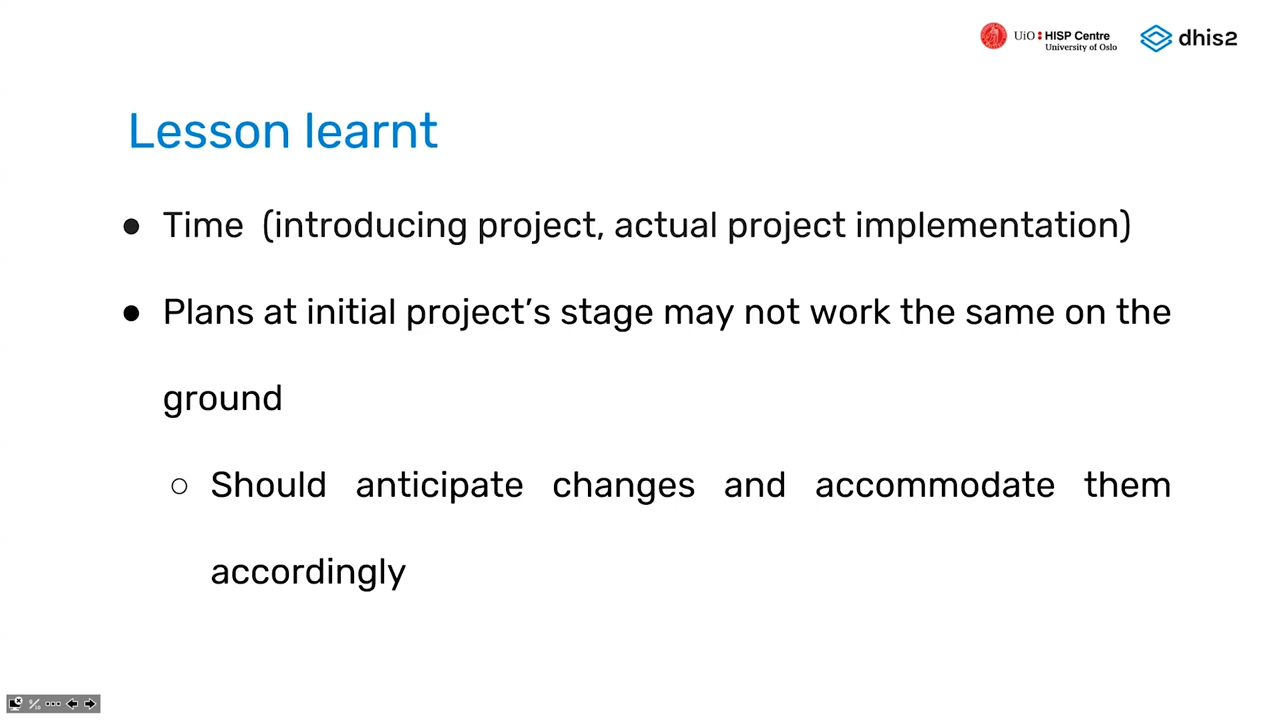 UiO HISP Centre
University of Oslo
dhis2
Lesson learnt
● Time (introducing project, actual project implementation)
● Plans at initial project’s stage may not work the same on the
ground
○ Should anticipate changes and accommodate them
accordingly